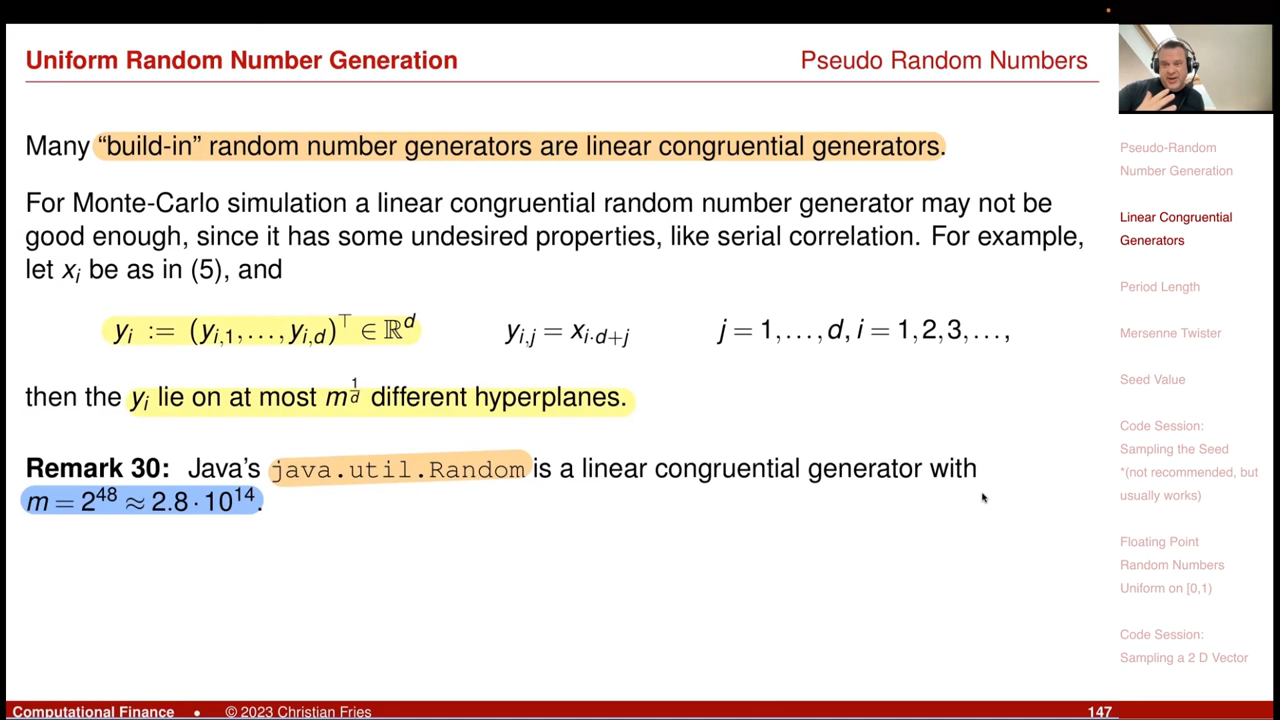 Uniform Random Number Generation
Pseudo Random Numbers
Many “build-in” random number generators are linear congruential generators.
For Monte-Carlo simulation a linear congruential random number generator may not be
good enough, since it has some undesired properties, like serial correlation. For example,
let xᵢ be as in (5), and
yᵢ := (yᵢ,₁, …, yᵢ,d)^⊤ ∈ ℝ^d    yᵢ,ⱼ = x_{i·d+j}    j = 1,…,d, i = 1,2,3,…,
then the yᵢ lie on at most m^{1/d} different hyperplanes.
Remark 30: Java’s java.util.Random is a linear congruential generator with
m = 2^48 ≈ 2.8 · 10^14.
Pseudo-Random
Number Generation
Linear Congruential
Generators
Period Length
Mersenne Twister
Seed Value
Code Session:
Sampling the Seed
*(not recommended, but
usually works)
Floating Point
Random Numbers
Uniform on [0,1)
Code Session:
Sampling a 2 D Vector
Computational Finance • © 2023 Christian Fries
147